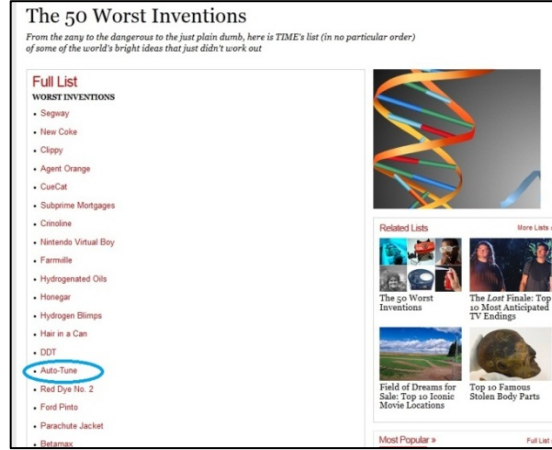 The 50 Worst Inventions
From the zany to the dangerous to the just plain dumb, here is TIME's list (in no particular order)
of some of the world's bright ideas that just didn't work out
Full List
WORST INVENTIONS
• Segway
• New Coke
• Clippy
• Agent Orange
• CueCat
• Subprime Mortgages
• Crinoline
• Nintendo Virtual Boy
• Farmville
• Hydrogenated Oils
• Honegar
• Hydrogen Blimps
• Hair in a Can
• DDT
• Auto-Tune
• Red Dye No. 2
• Ford Pinto
• Parachute Jacket
• Betamax
Related Lists
More Lists »
The 50 Worst
Inventions
The Lost Finale: Top
10 Most Anticipated
TV Endings
Field of Dreams for
Sale: Top 10 Iconic
Movie Locations
Top 10 Famous
Stolen Body Parts
Most Popular »
Full List